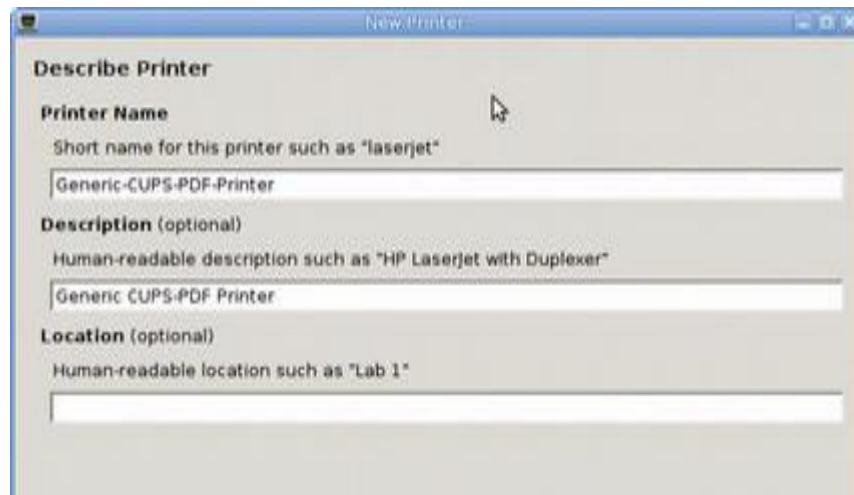 New Printer
Describe Printer
Printer Name
Short name for this printer such as "laserjet"
Generic-CUPS-PDF-Printer
Description (optional)
Human-readable description such as "HP LaserJet with Duplexer"
Generic CUPS-PDF Printer
Location (optional)
Human-readable location such as "Lab 1"